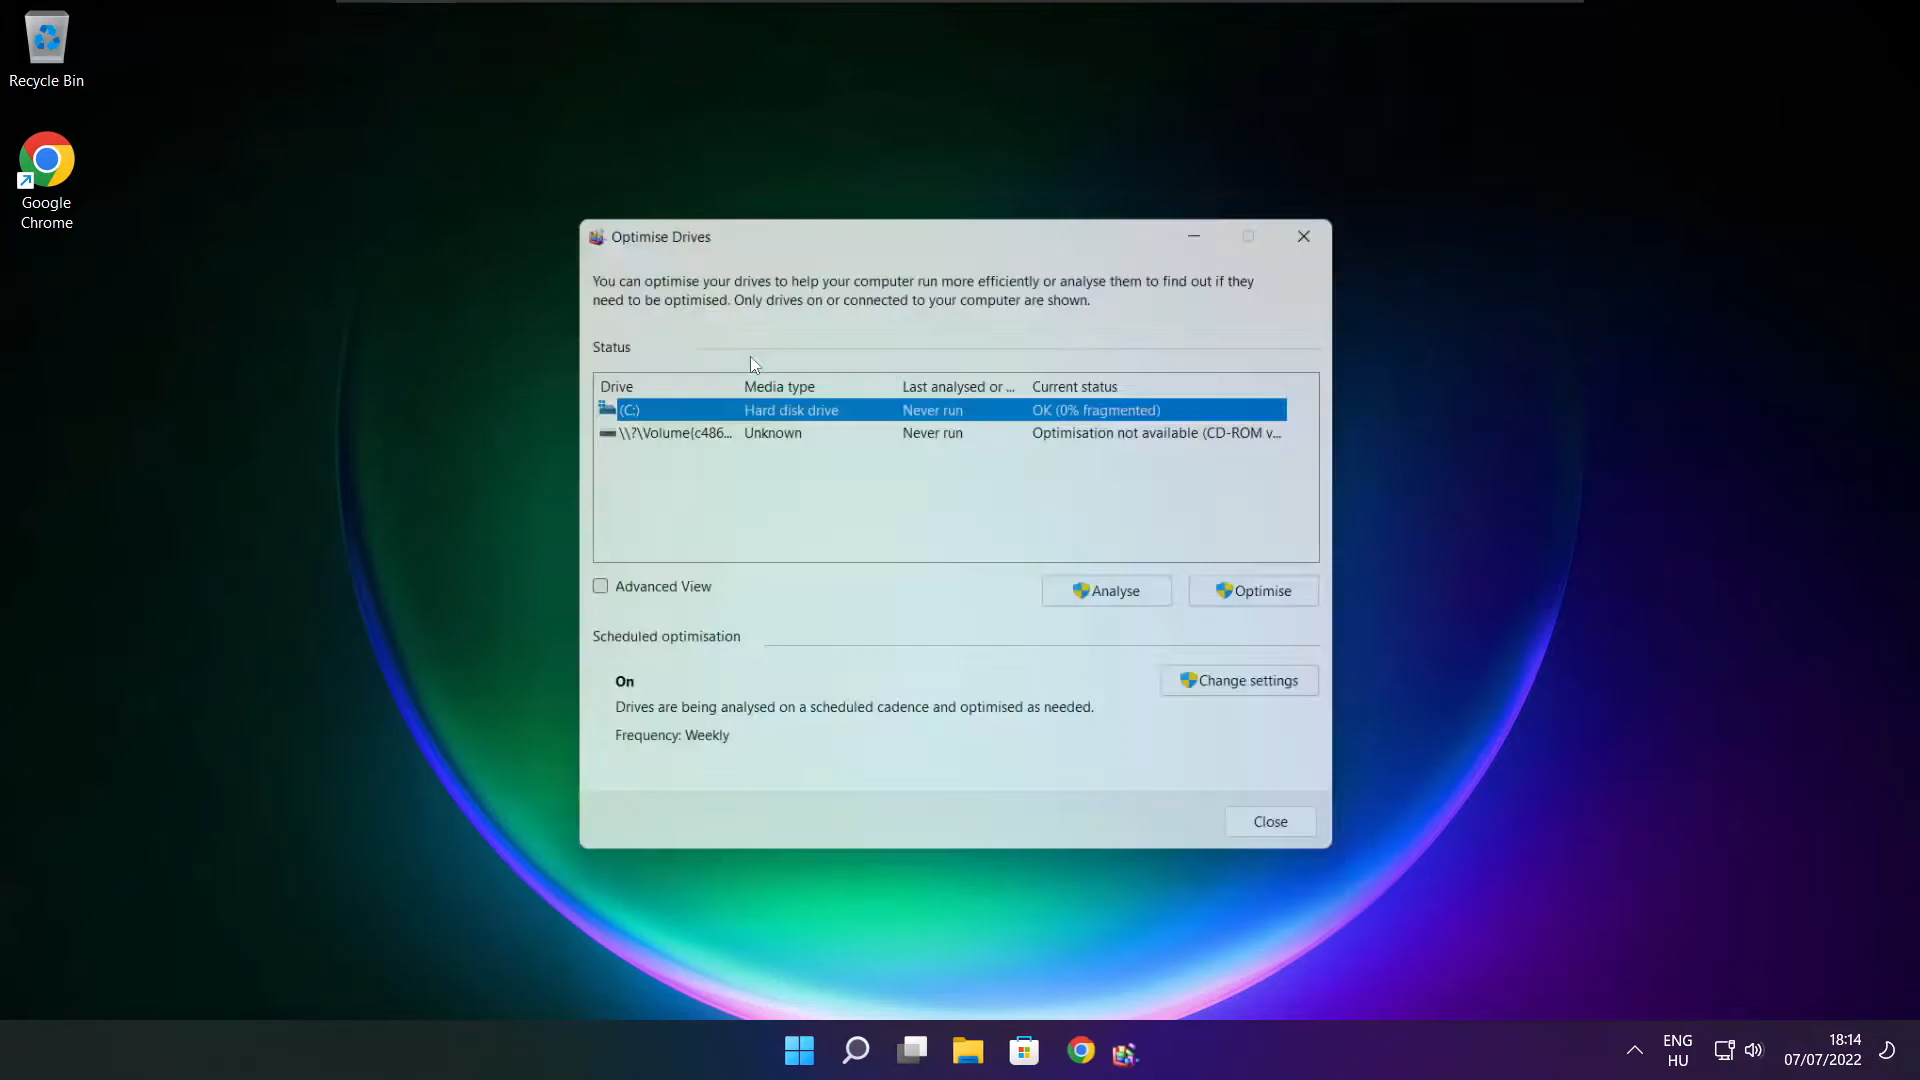 Recycle Bin
Google
Chrome
Optimise Drives
You can optimise your drives to help your computer run more efficiently or analyse them to find out if they
need to be optimised. Only drives on or connected to your computer are shown.
Status
Drive Media type Last analysed or ... Current status
(C:) Hard disk drive Never run OK (0% fragmented)
\\?\Volume{c486... Unknown Never run Optimisation not available (CD-ROM v...
Advanced View
Analyse
Optimise
Scheduled optimisation
On
Change settings
Drives are being analysed on a scheduled cadence and optimised as needed.
Frequency: Weekly
Close
ENG
HU
18:14
07/07/2022